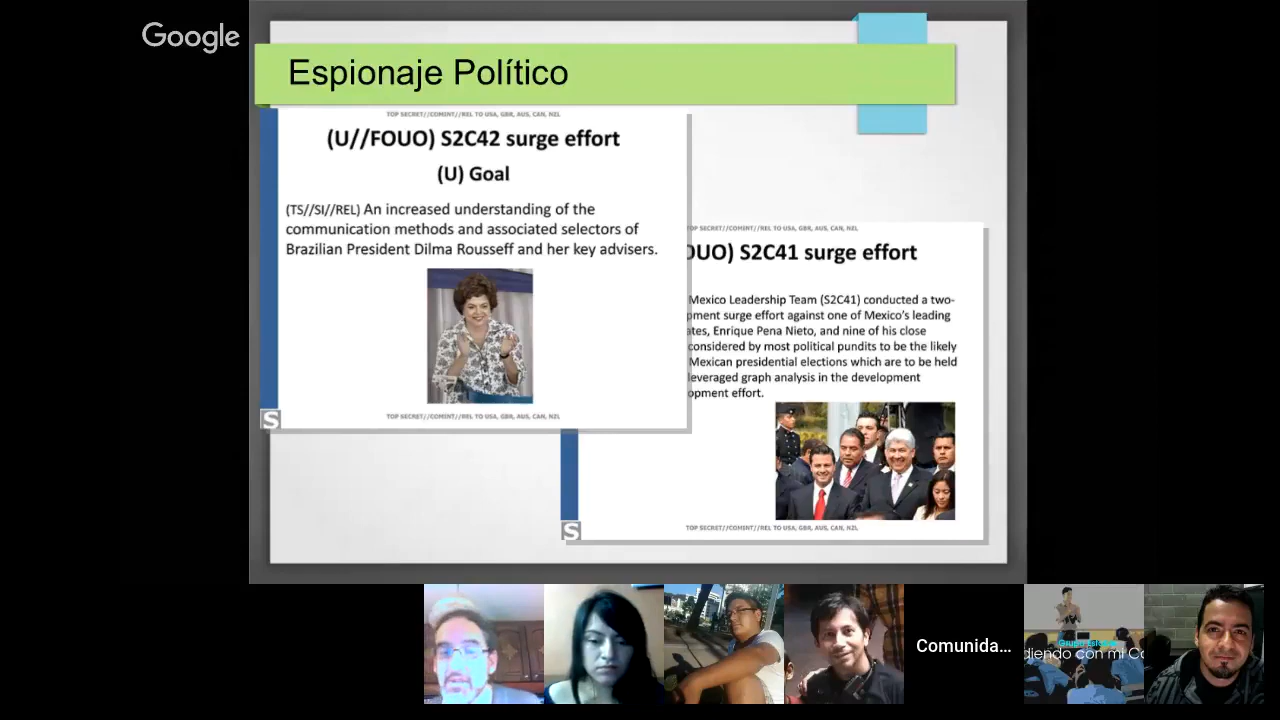 Google
Espionaje Político
TOP SECRET//COMINT//REL TO USA, GBR, AUS, CAN, NZL
(U//FOUO) S2C42 surge effort
(U) Goal
(TS//SI//REL) An increased understanding of the
communication methods and associated selectors of
Brazilian President Dilma Rousseff and her key advisers.
S
TOP SECRET//COMINT//REL TO USA, GBR, AUS, CAN, NZL
TOP SECRET//COMINT//REL TO USA, GBR, AUS, CAN, NZL
OUO) S2C41 surge effort
Mexico Leadership Team (S2C41) conducted a two-
pment surge effort against one of Mexico's leading
ates, Enrique Pena Nieto, and nine of his close
considered by most political pundits to be the likely
Mexican presidential elections which are to be held
leveraged graph analysis in the development
opment effort.
S
TOP SECRET//COMINT//REL TO USA, GBR, AUS, CAN, NZL
Comunida...
diendo con mi Co